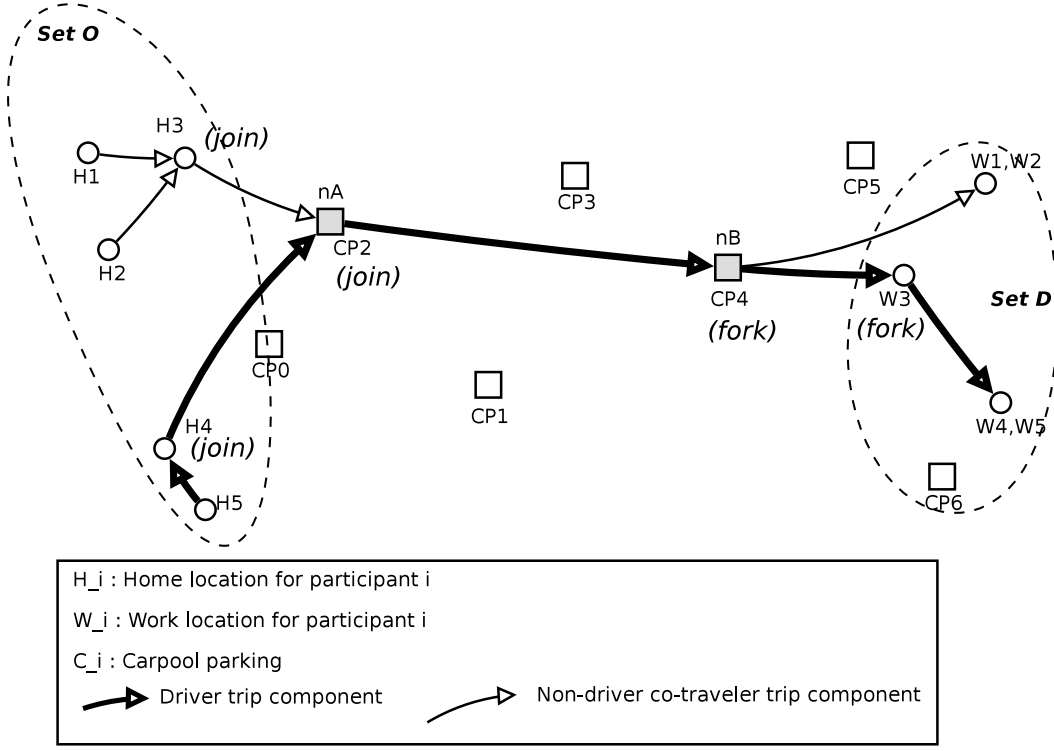 Set O
H3
(join)
H1
H2
nA
CP2
(join)
CP3
CP5
W1,W2
nB
CP4
(fork)
W3
(fork)
Set D
CP0
CP1
H4
(join)
H5
W4,W5
CP6
H_i : Home location for participant i
W_i : Work location for participant i
C_i : Carpool parking
Driver trip component
Non-driver co-traveler trip component